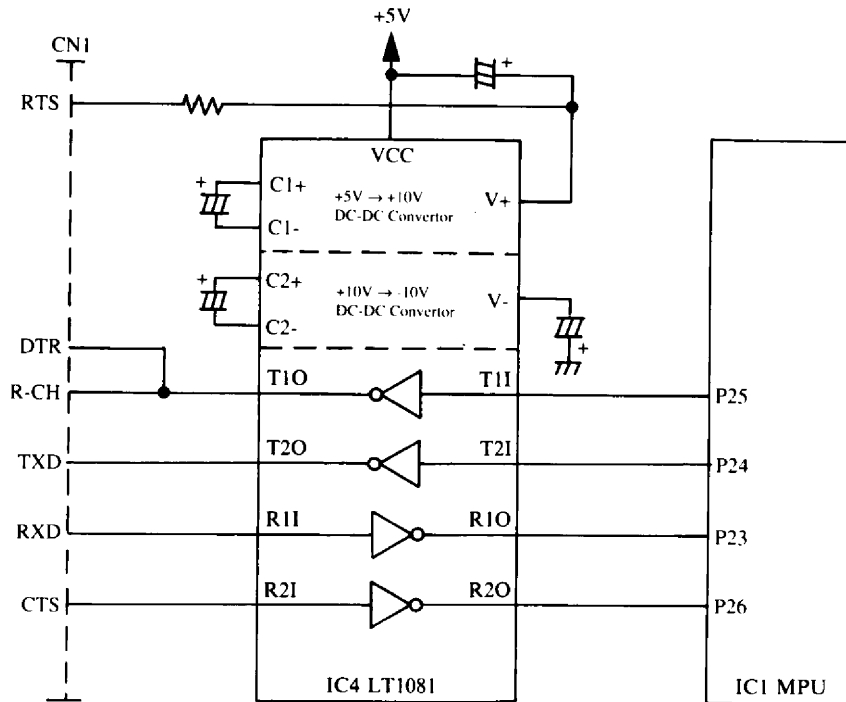 +5V
CN1
+
RTS
VCC
+
C1+
+5V → +10V
V+
C1-
DC-DC Convertor
+
C2+
+10V → -10V
V-
C2-
DC-DC Convertor
+
DTR
R-CH
T1O
T1I
P25
TXD
T2O
T2I
P24
RXD
R1I
R1O
P23
CTS
R2I
R2O
P26
IC4 LT1081
IC1 MPU